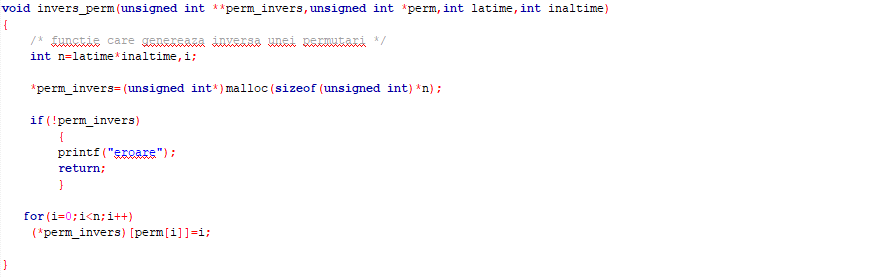 void invers_perm(unsigned int **perm_invers,unsigned int *perm,int latime,int inaltime)
{
/* functie care genereaza inversa unei permutari */
int n=latime*inaltime,i;
*perm_invers=(unsigned int*)malloc(sizeof(unsigned int)*n);
if(!perm_invers)
{
printf("eroare");
return;
}
for(i=0;i<n;i++)
(*perm_invers)[perm[i]]=i;
}